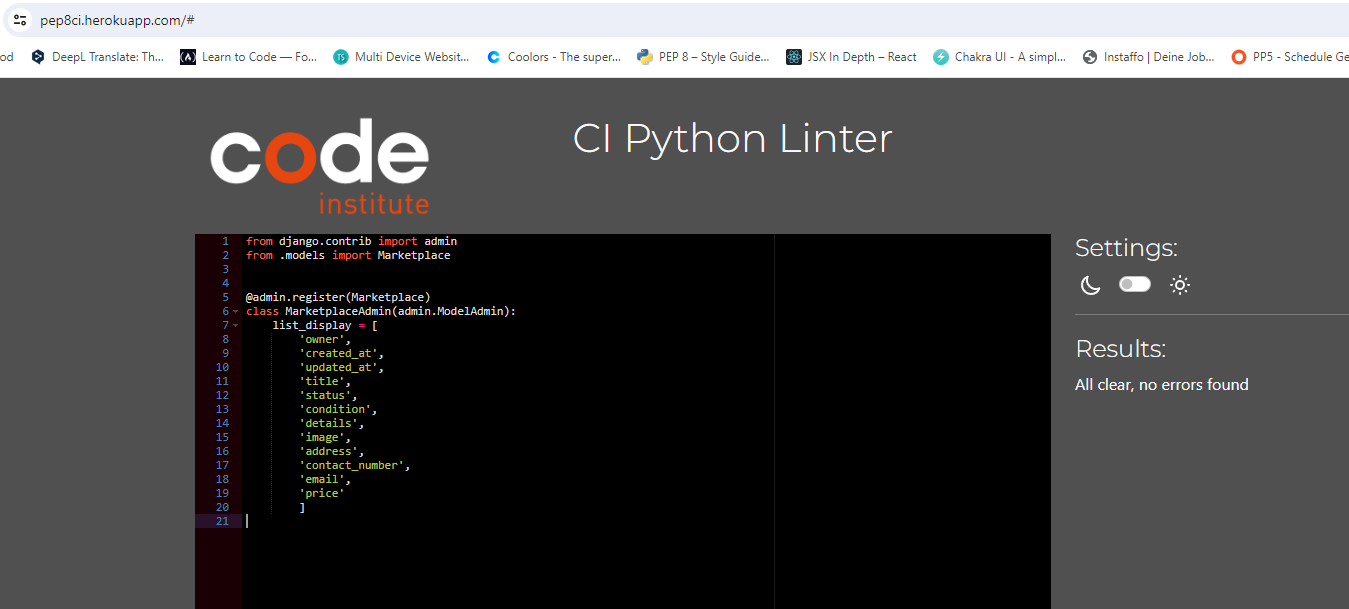 pep8ci.herokuapp.com/#
od DeepL Translate: Th... Learn to Code — Fo... TS Multi Device Websit... Coolors - The super... PEP 8 – Style Guide... JSX In Depth – React Chakra UI - A simpl... Instaffo | Deine Job... PP5 - Schedule Ge
code
institute
CI Python Linter
1 from django.contrib import admin
2 from .models import Marketplace
3
4
5 @admin.register(Marketplace)
6 class MarketplaceAdmin(admin.ModelAdmin):
7 list_display = [
8 'owner',
9 'created_at',
10 'updated_at',
11 'title',
12 'status',
13 'condition',
14 'details',
15 'image',
16 'address',
17 'contact_number',
18 'email',
19 'price'
20 ]
21
Settings:
Results:
All clear, no errors found